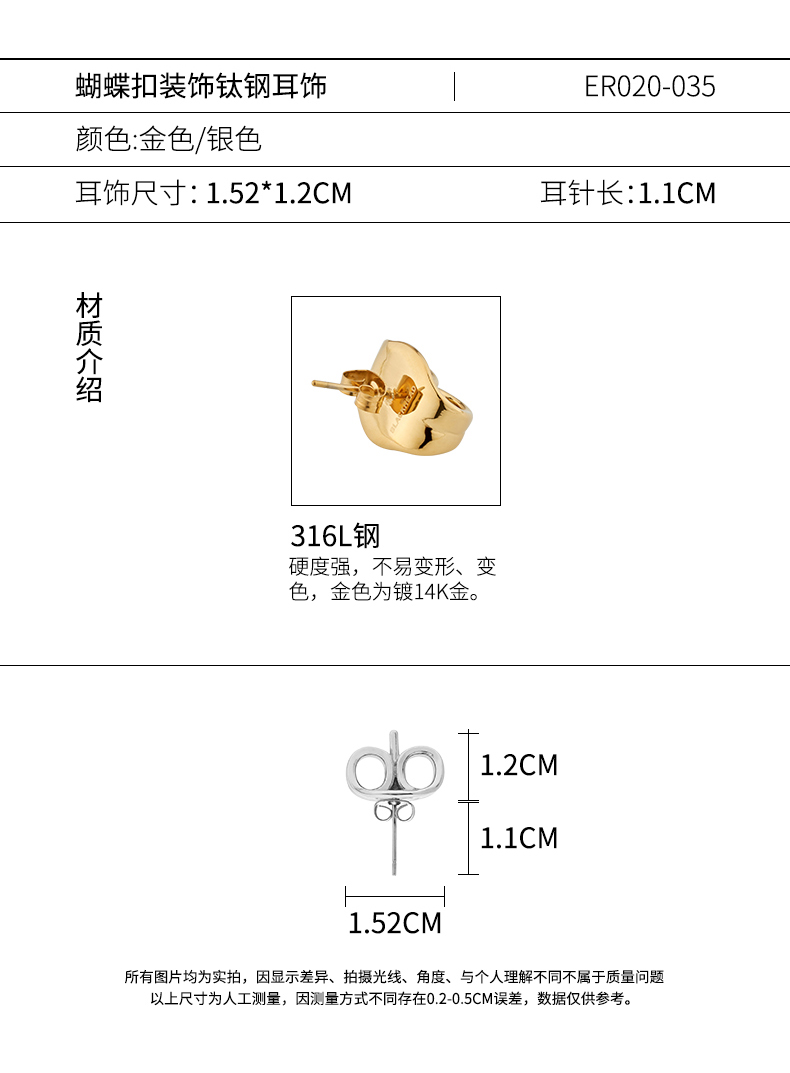 蝴蝶扣装饰钛钢耳饰 ER020-035
颜色:金色/银色
耳饰尺寸：1.52*1.2CM 耳针长：1.1CM
材质介绍
316L钢
硬度强，不易变形、变
色，金色为镀14K金。
1.2CM
1.1CM
1.52CM
所有图片均为实拍，因显示差异、拍摄光线、角度、与个人理解不同不属于质量问题
以上尺寸为人工测量，因测量方式不同存在0.2-0.5CM误差，数据仅供参考。